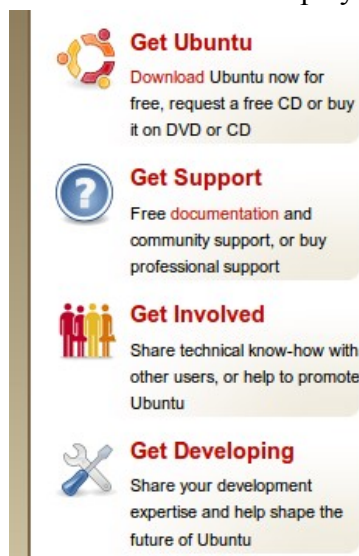 Get Ubuntu
Download Ubuntu now for
free, request a free CD or buy
it on DVD or CD
Get Support
Free documentation and
community support, or buy
professional support
Get Involved
Share technical know-how with
other users, or help to promote
Ubuntu
Get Developing
Share your development
expertise and help shape the
future of Ubuntu